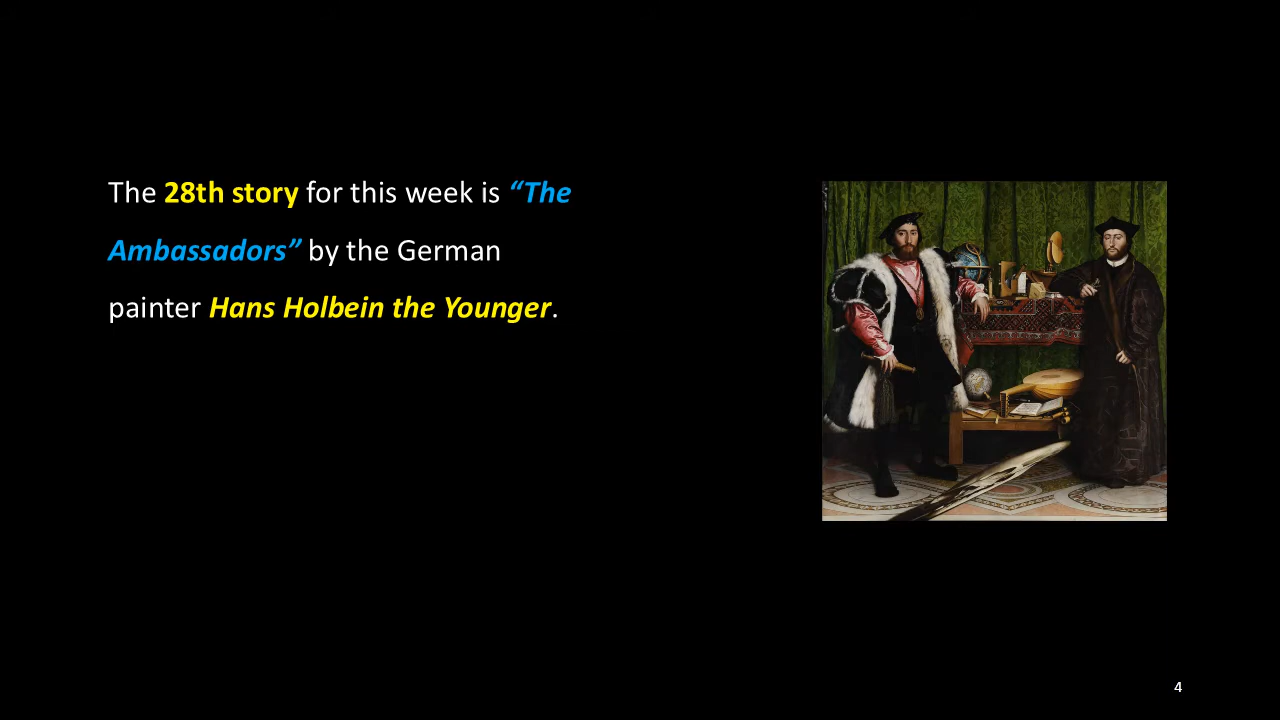 The 28th story for this week is “The
Ambassadors” by the German
painter Hans Holbein the Younger.
4